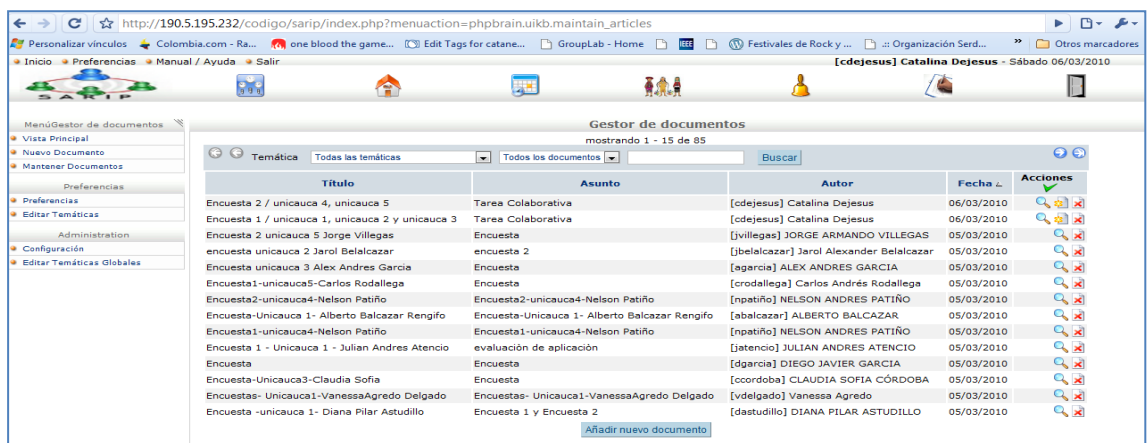 http://190.5.195.232/codigo/sarip/index.php?menuaction=phpbrain.uikb.maintain_articles
Personalizar vínculos Colombia.com - Ra... one blood the game... Edit Tags for catane... GroupLab - Home IEEE Festivales de Rock y ... .:: Organización Serd... » Otros marcadores
Inicio Preferencias Manual / Ayuda Salir [cdejesus] Catalina Dejesus - Sábado 06/03/2010
SARIP
MenúGestor de documentos
Vista Principal
Nuevo Documento
Mantener Documentos
Preferencias
Preferencias
Editar Temáticas
Administration
Configuración
Editar Temáticas Globales
Gestor de documentos
mostrando 1 - 15 de 85
Temática Todas las temáticas Todos los documentos Buscar
Título Asunto Autor Fecha Acciones
Encuesta 2 / unicauca 4, unicauca 5 Tarea Colaborativa [cdejesus] Catalina Dejesus 06/03/2010
Encuesta 1 / unicauca 1, unicauca 2 y unicauca 3 Tarea Colaborativa [cdejesus] Catalina Dejesus 06/03/2010
Encuesta 2 unicauca 5 Jorge Villegas Encuesta [jvillegas] JORGE ARMANDO VILLEGAS 05/03/2010
encuesta unicauca 2 Jarol Belalcazar encuesta 2 [jbelalcazar] Jarol Alexander Belalcazar 05/03/2010
Encuesta unicauca 3 Alex Andres Garcia Encuesta [agarcia] ALEX ANDRES GARCIA 05/03/2010
Encuesta1-unicauca5-Carlos Rodallega Encuesta [crodallega] Carlos Andrés Rodallega 05/03/2010
Encuesta2-unicauca4-Nelson Patiño Encuesta2-unicauca4-Nelson Patiño [npatiño] NELSON ANDRES PATIÑO 05/03/2010
Encuesta-Unicauca 1- Alberto Balcazar Rengifo Encuesta-Unicauca 1- Alberto Balcazar Rengifo [abalcazar] ALBERTO BALCAZAR 05/03/2010
Encuesta1-unicauca4-Nelson Patiño Encuesta1-unicauca4-Nelson Patiño [npatiño] NELSON ANDRES PATIÑO 05/03/2010
Encuesta 1 - Unicauca 1 - Julian Andres Atencio evaluación de aplicación [jatencio] JULIAN ANDRES ATENCIO 05/03/2010
Encuesta Encuesta [dgarcia] DIEGO JAVIER GARCIA 05/03/2010
Encuesta-Unicauca3-Claudia Sofia Encuesta [ccordoba] CLAUDIA SOFIA CÓRDOBA 05/03/2010
Encuestas- Unicauca1-VanessaAgredo Delgado Encuestas- Unicauca1-VanessaAgredo Delgado [vdelgado] Vanessa Agredo 05/03/2010
Encuesta -unicauca 1- Diana Pilar Astudillo Encuesta 1 y Encuesta 2 [dastudillo] DIANA PILAR ASTUDILLO 05/03/2010
Añadir nuevo documento